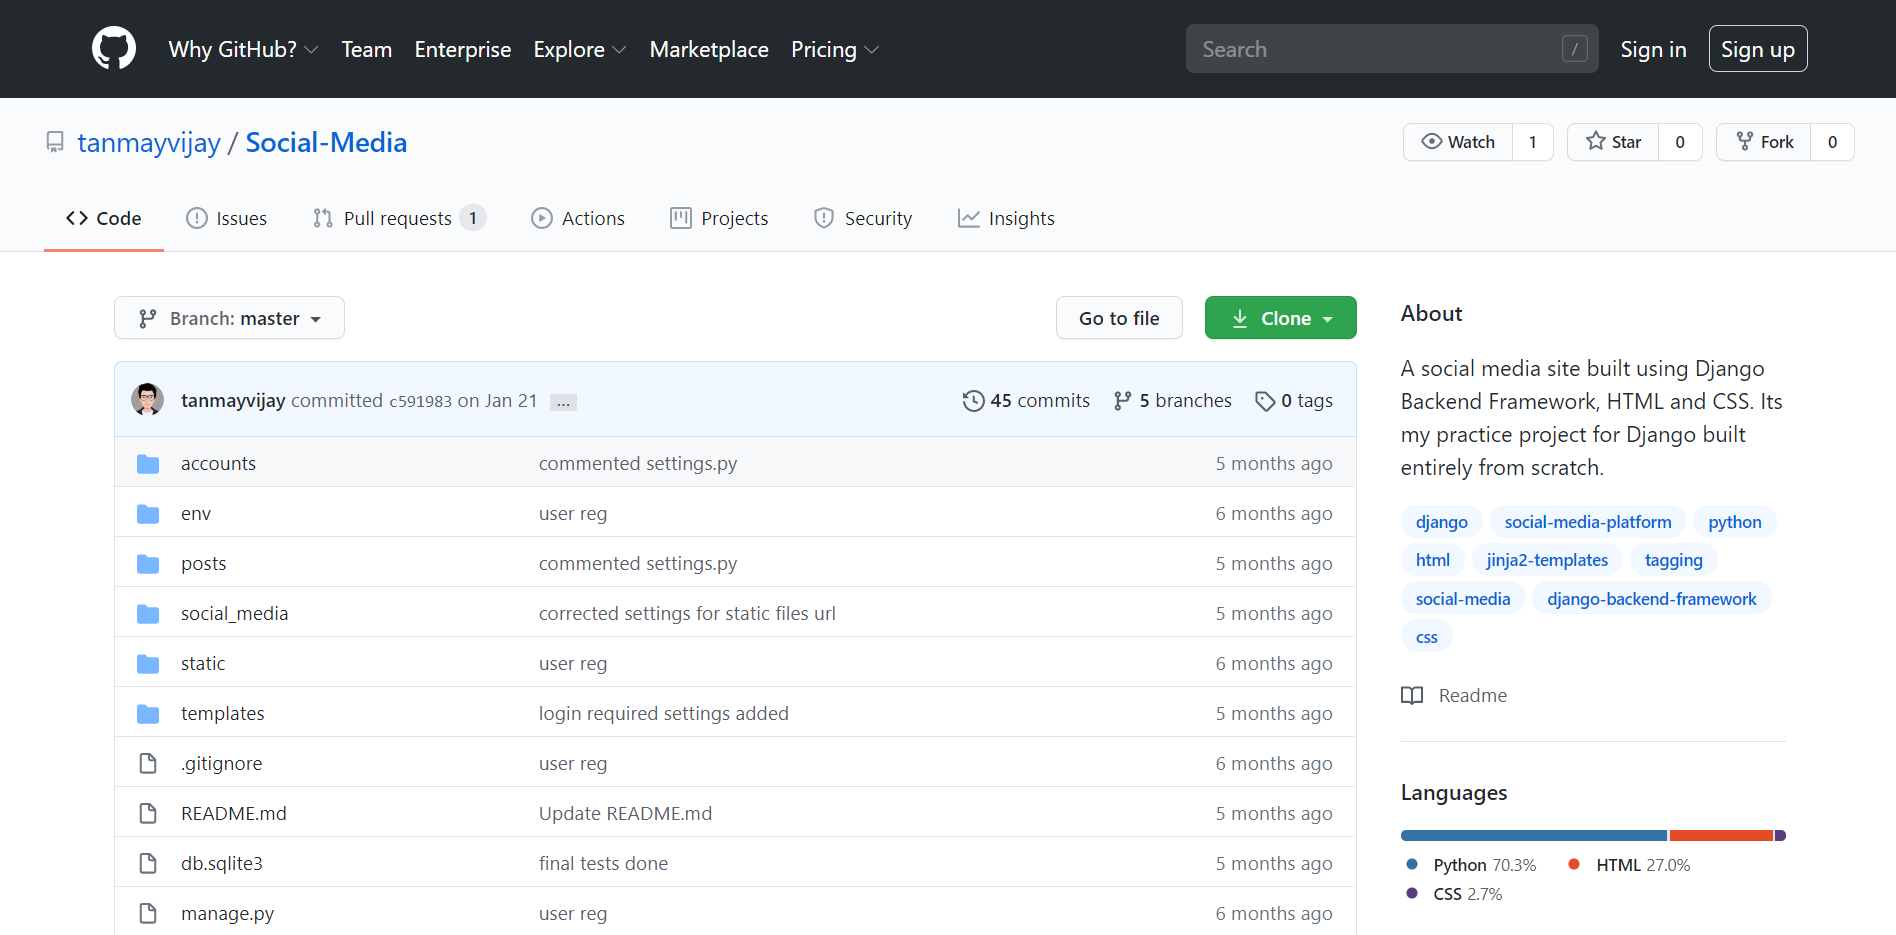 Why GitHub? Team Enterprise Explore Marketplace Pricing Search / Sign in Sign up
tanmayvijay / Social-Media Watch 1 Star 0 Fork 0
Code Issues Pull requests 1 Actions Projects Security Insights
Branch: master Go to file Clone
tanmayvijay committed c591983 on Jan 21 ... 45 commits 5 branches 0 tags
accounts commented settings.py 5 months ago
env user reg 6 months ago
posts commented settings.py 5 months ago
social_media corrected settings for static files url 5 months ago
static user reg 6 months ago
templates login required settings added 5 months ago
.gitignore user reg 6 months ago
README.md Update README.md 5 months ago
db.sqlite3 final tests done 5 months ago
manage.py user reg 6 months ago
About
A social media site built using Django
Backend Framework, HTML and CSS. Its
my practice project for Django built
entirely from scratch.
django social-media-platform python
html jinja2-templates tagging
social-media django-backend-framework
css
Readme
Languages
Python 70.3% HTML 27.0%
CSS 2.7%